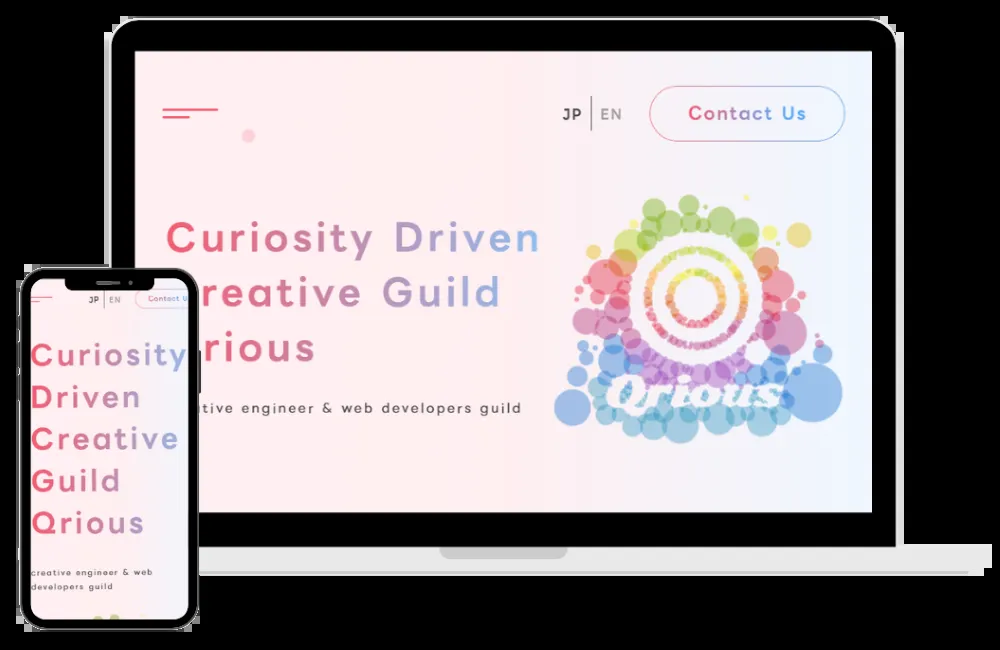 JP EN Contact Us
Curiosity Driven
reative Guild
rious
tive engineer & web developers guild
Qrious
JP EN Contact U
Curiosity
Driven
Creative
Guild
Qrious
creative engineer & web
developers guild